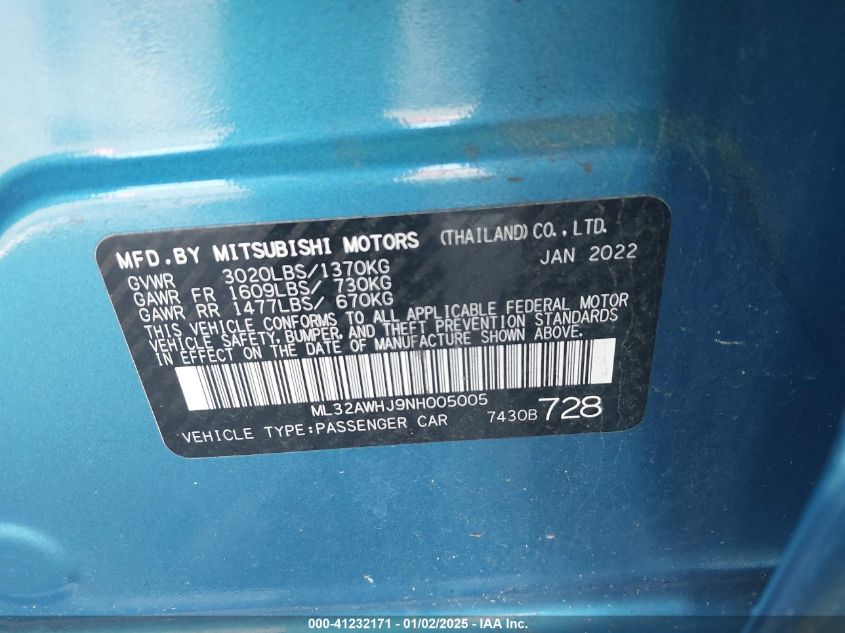 MFD.BY MITSUBISHI MOTORS (THAILAND) CO., LTD.
GVWR 3020LBS/1370KG JAN 2022
GAWR FR 1609LBS/ 730KG
GAWR RR 1477LBS/ 670KG
THIS VEHICLE CONFORMS TO ALL APPLICABLE FEDERAL MOTOR
VEHICLE SAFETY, BUMPER, AND THEFT PREVENTION STANDARDS
IN EFFECT ON THE DATE OF MANUFACTURE SHOWN ABOVE.
ML32AWHJ9NH005005
VEHICLE TYPE:PASSENGER CAR 7430B 728
000-41232171 - 01/02/2025 - IAA Inc.